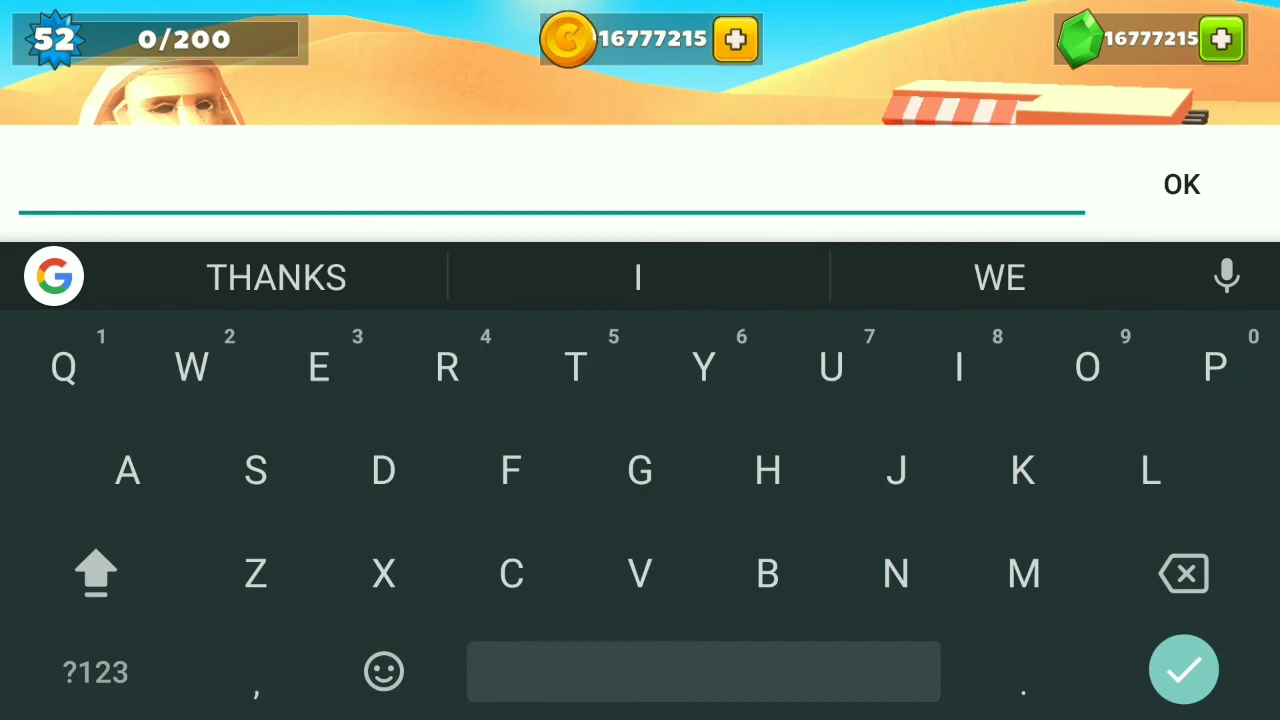 52 0/200 16777215 16777215
OK
THANKS I WE
1 2 3 4 5 6 7 8 9 0
Q W E R T Y U I O P
A S D F G H J K L
Z X C V B N M
?123 , .